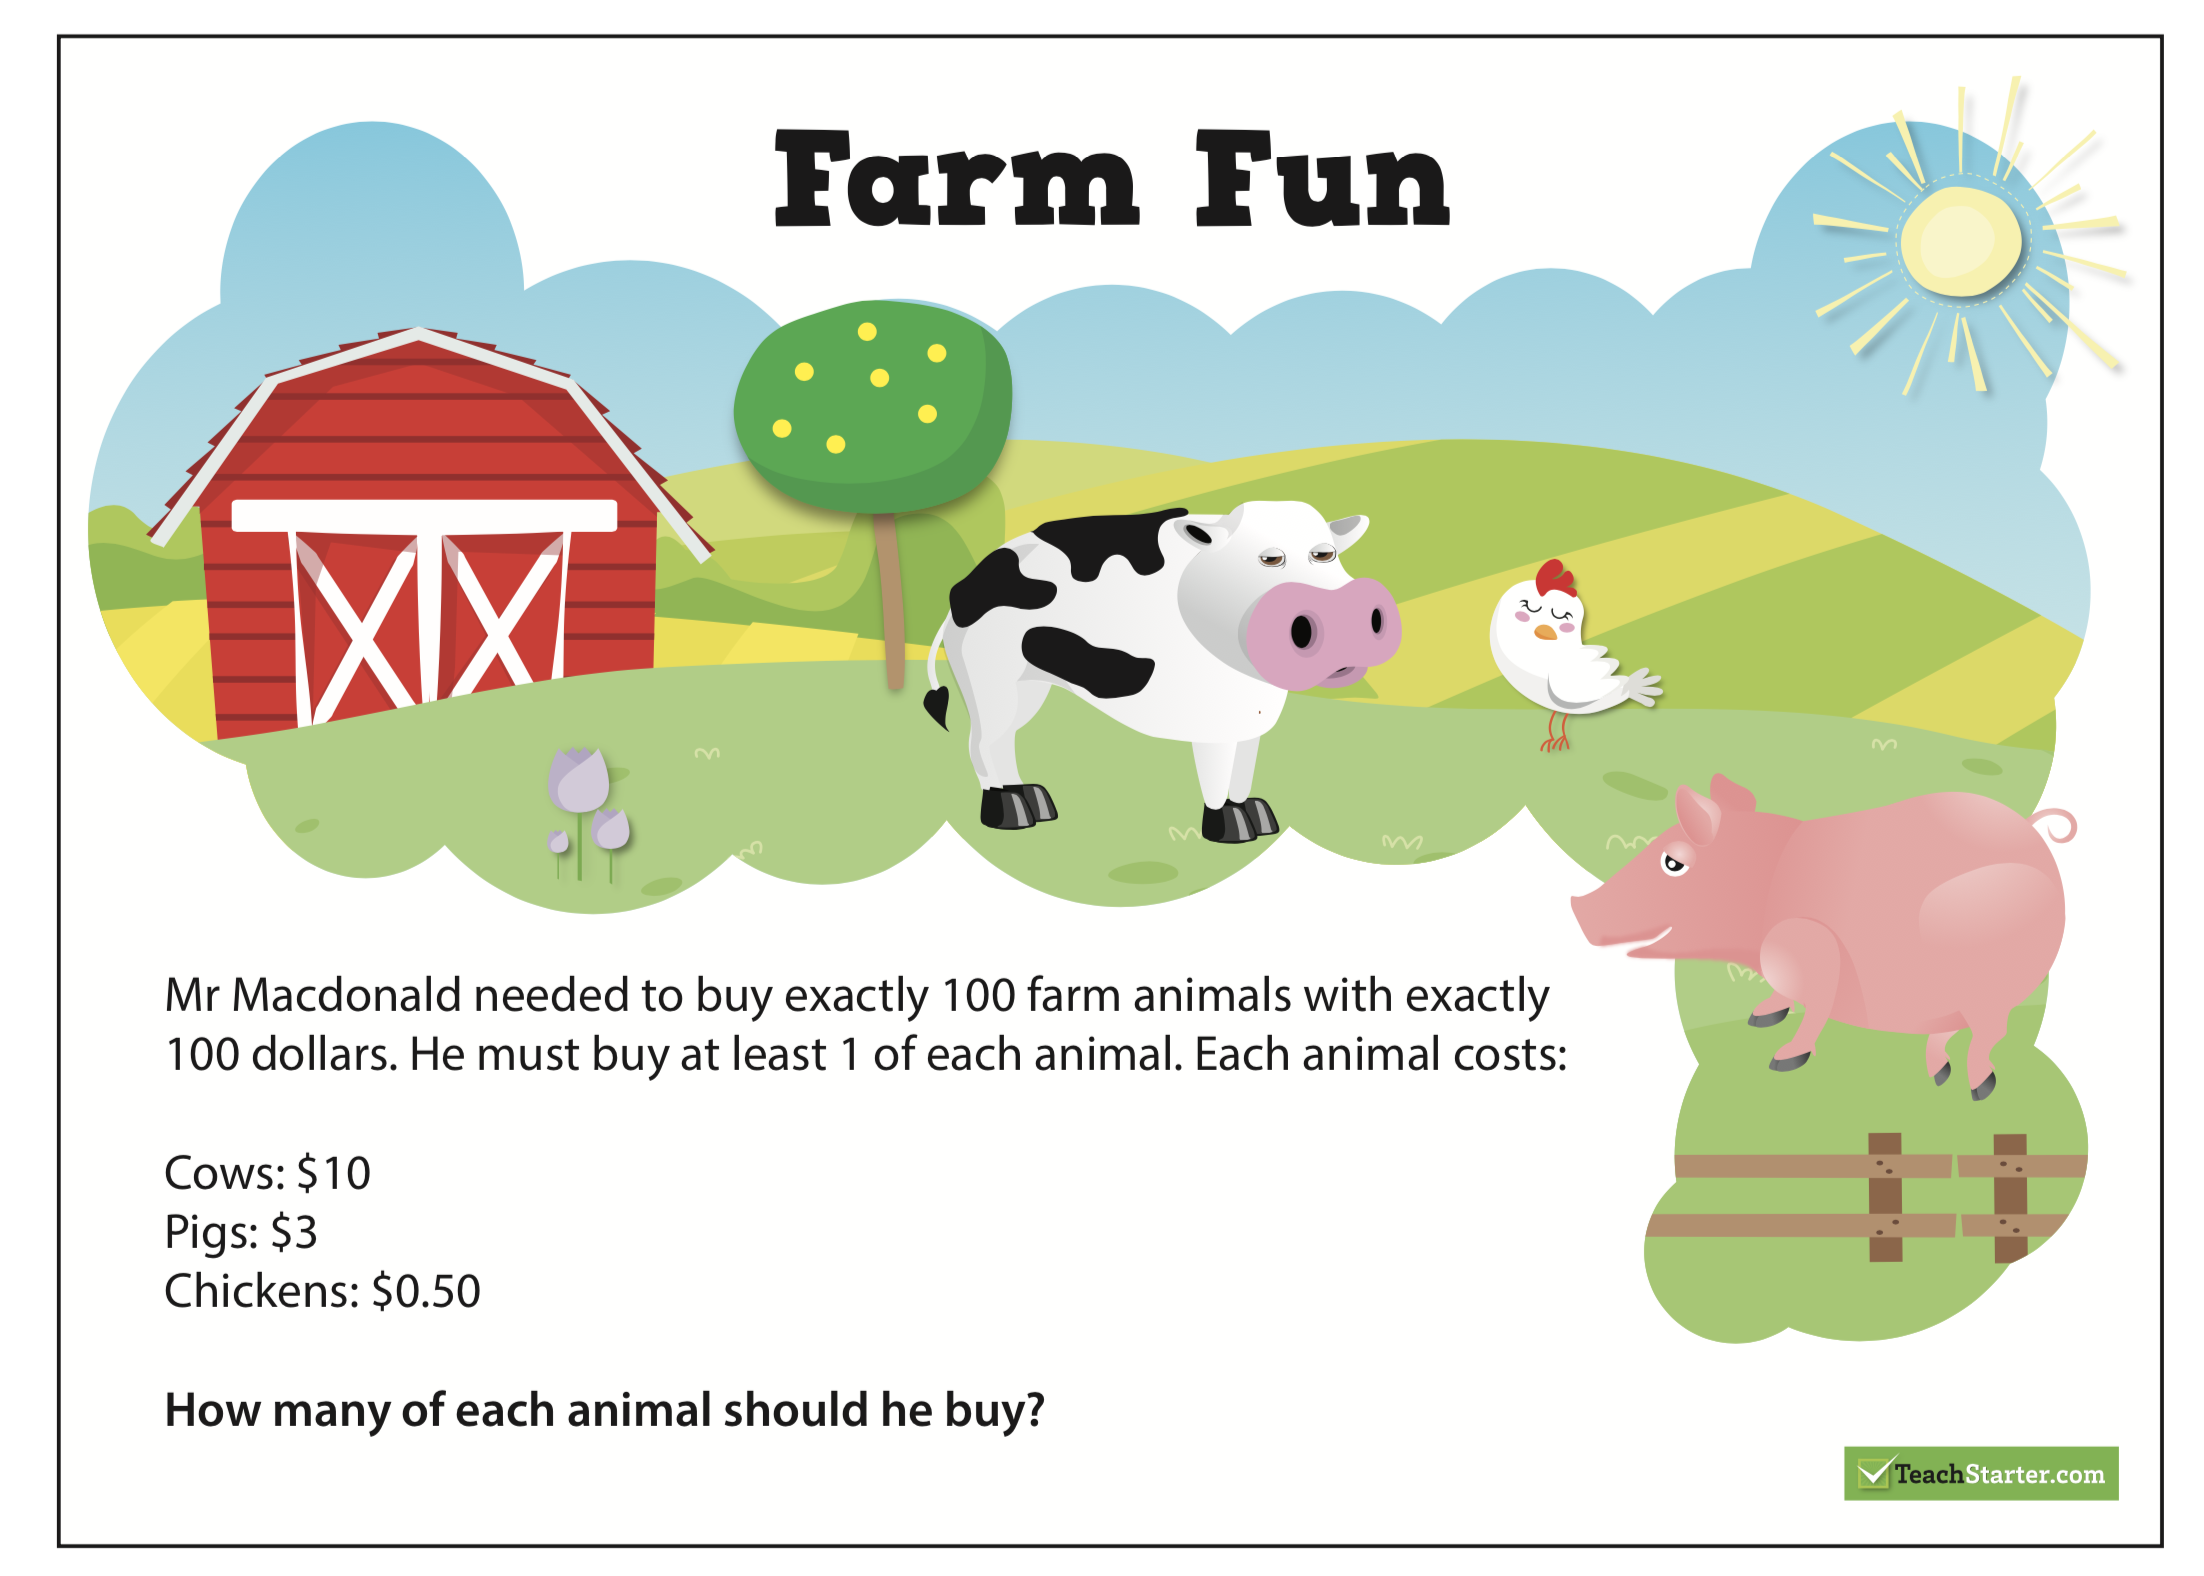 Farm Fun
Mr Macdonald needed to buy exactly 100 farm animals with exactly
100 dollars. He must buy at least 1 of each animal. Each animal costs:
Cows: $10
Pigs: $3
Chickens: $0.50
How many of each animal should he buy?
TeachStarter.com